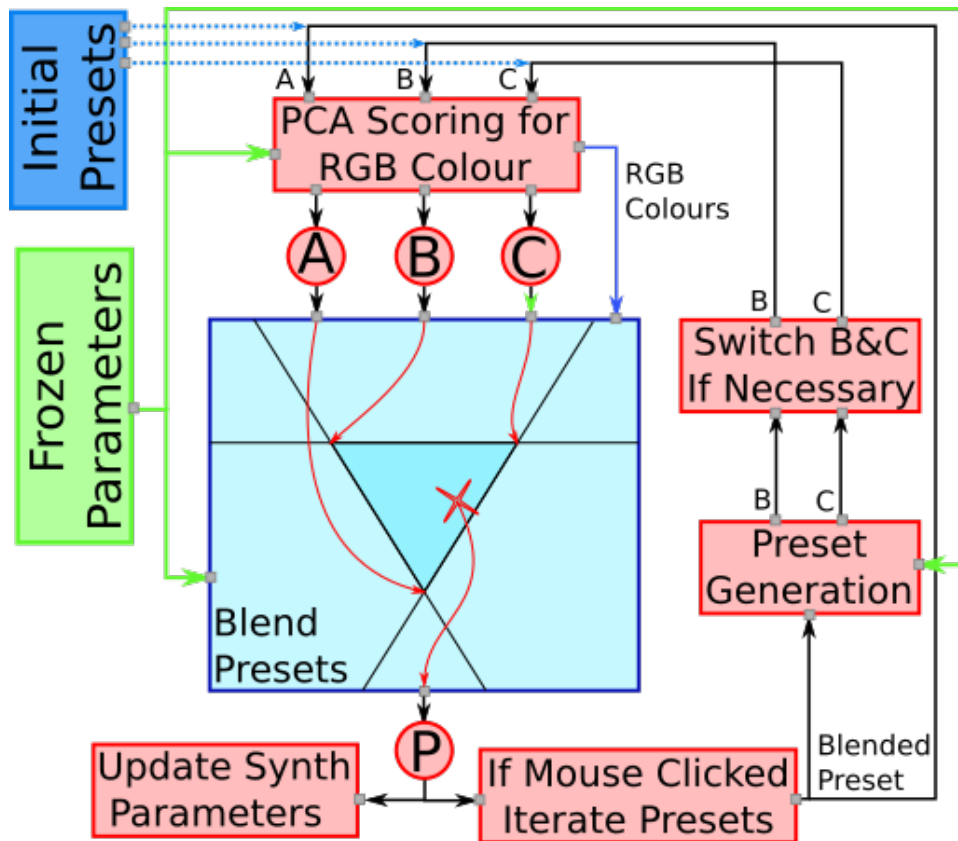 Initial
Presets
A
B
C
PCA Scoring for
RGB Colour
RGB
Colours
A
B
C
Frozen
Parameters
B
C
Switch B&C
If Necessary
B
C
Preset
Generation
Blend
Presets
P
Blended
Preset
Update Synth
Parameters
If Mouse Clicked
Iterate Presets